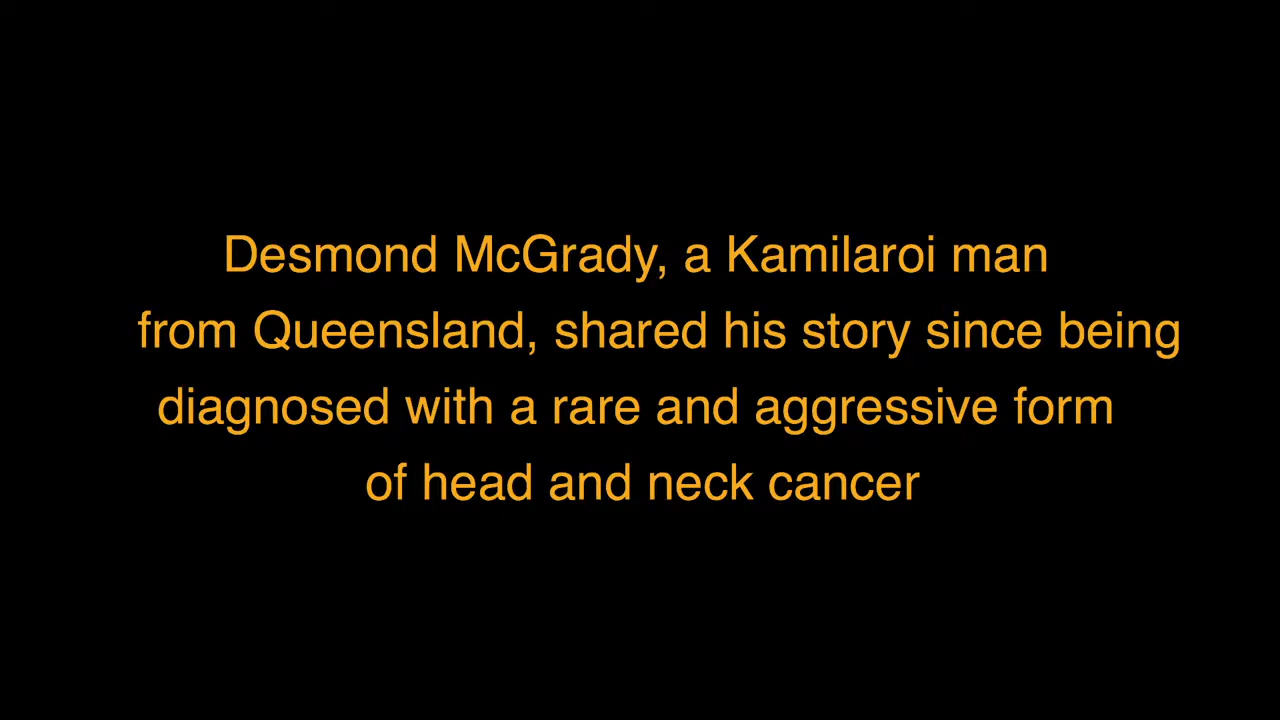 Desmond McGrady, a Kamilaroi man
from Queensland, shared his story since being
diagnosed with a rare and aggressive form
of head and neck cancer